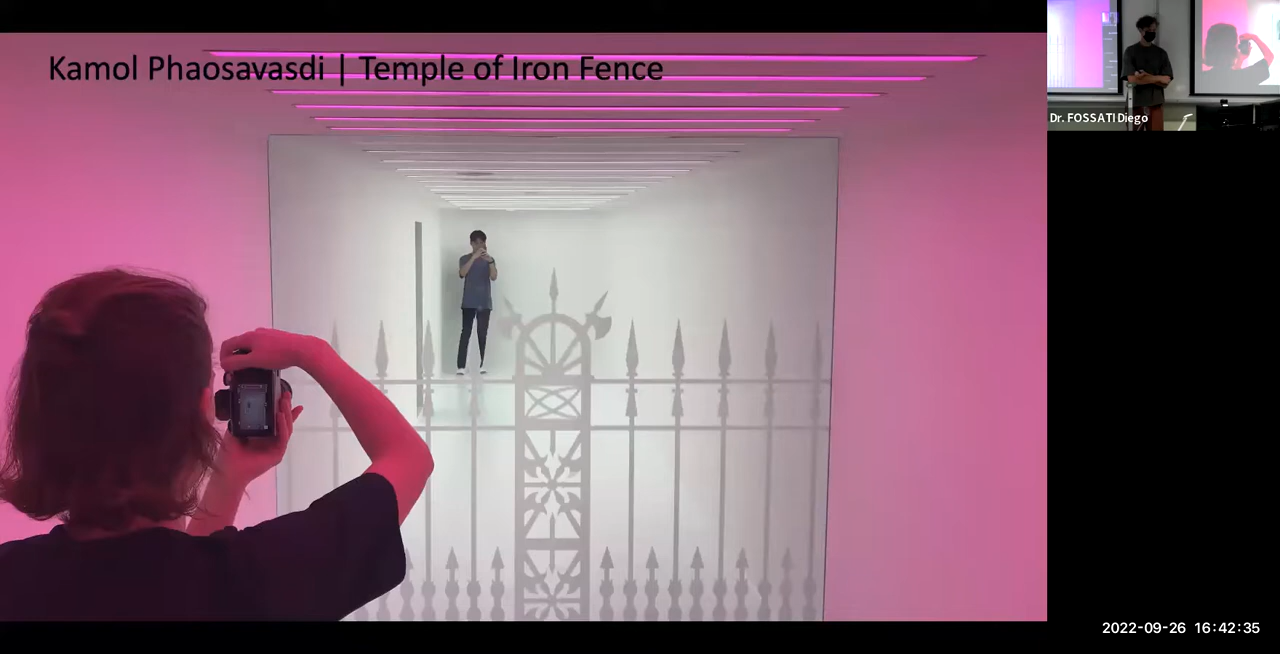 Kamol Phaosavasdi | Temple of Iron Fence
Dr. FOSSATI Diego
2022-09-26 16:42:35